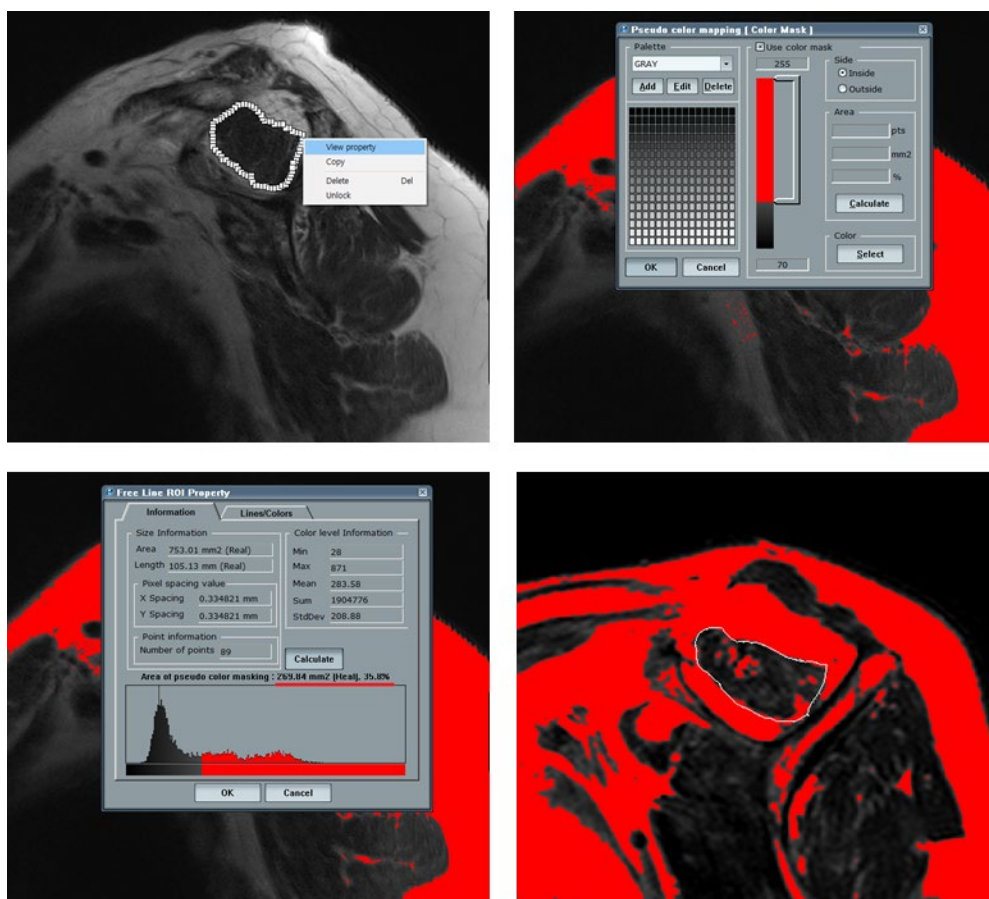 View property
Copy
Delete Del
Unlock
Pseudo color mapping [ Color Mask ]
Palette
GRAY
Add Edit Delete
OK Cancel
Use color mask
255
70
Side
Inside
Outside
Area
pts
mm2
%
Calculate
Color
Select
Free Line ROI Property
Information Lines/Colors
Size Information
Area 753.01 mm2 (Real)
Length 105.13 mm (Real)
Pixel spacing value
X Spacing 0.334821 mm
Y Spacing 0.334821 mm
Point information
Number of points 89
Color level Information
Min 28
Max 871
Mean 283.58
Sum 1904776
StdDev 208.88
Calculate
Area of pseudo color masking : 269.84 mm2 (Real), 35.8%
OK Cancel